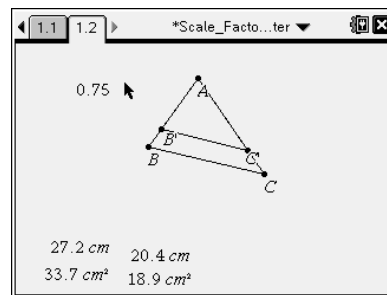 1.1 1.2 *Scale_Facto...ter
0.75
A
B'
B
C'
C
27.2 cm 20.4 cm
33.7 cm² 18.9 cm²